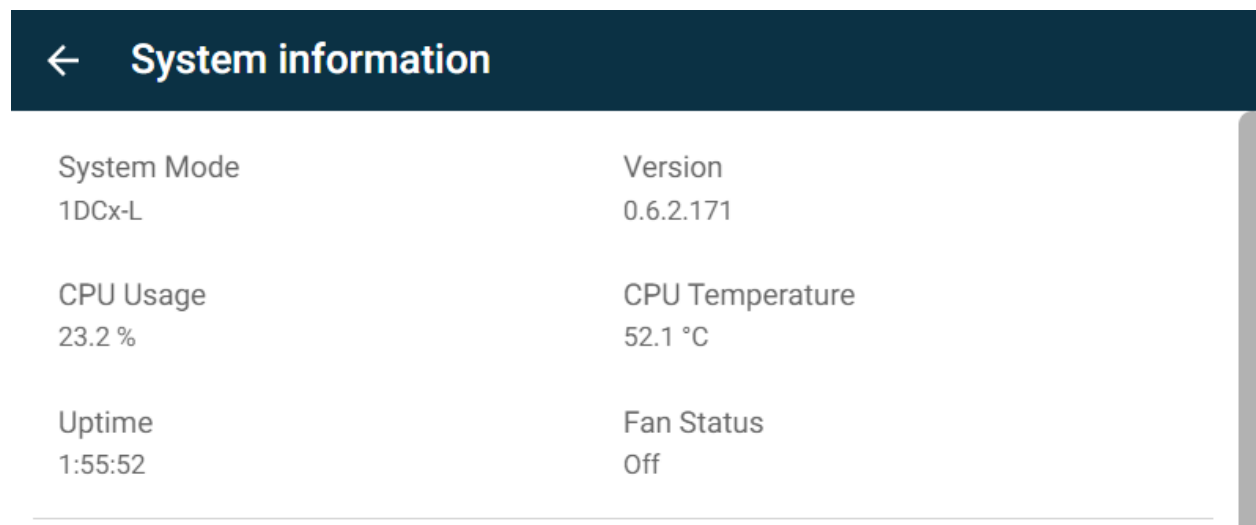 System information
System Mode
1DCx-L
Version
0.6.2.171
CPU Usage
23.2 %
CPU Temperature
52.1 °C
Uptime
1:55:52
Fan Status
Off